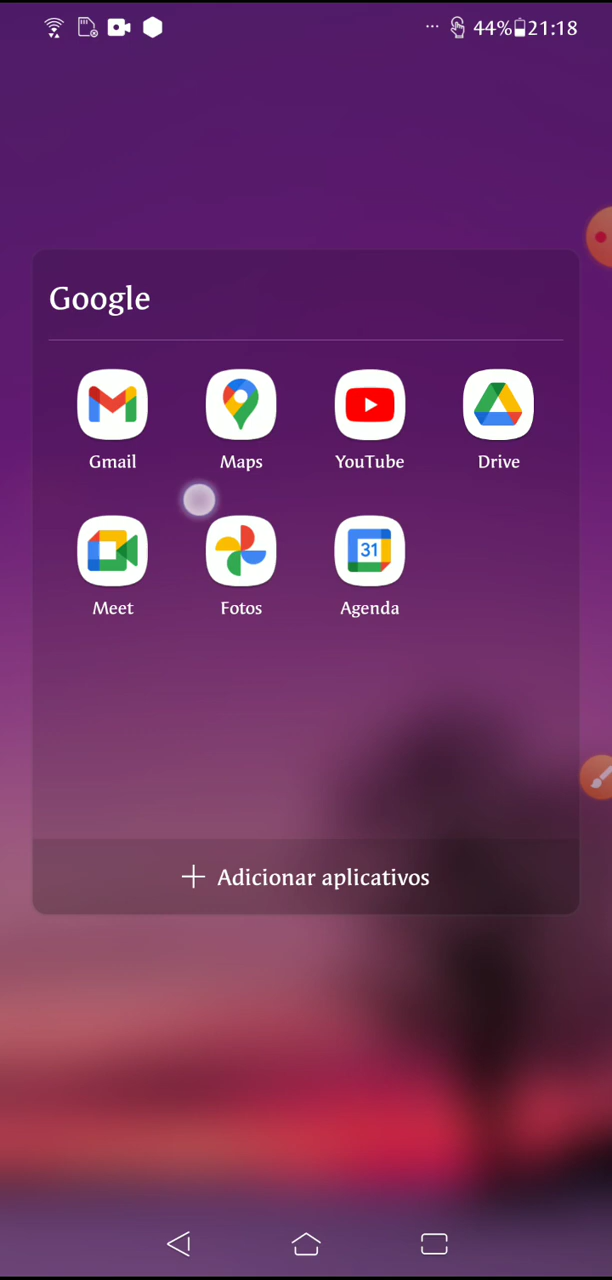 44% 21:18
Google
Gmail Maps YouTube Drive
31
Meet Fotos Agenda
+ Adicionar aplicativos